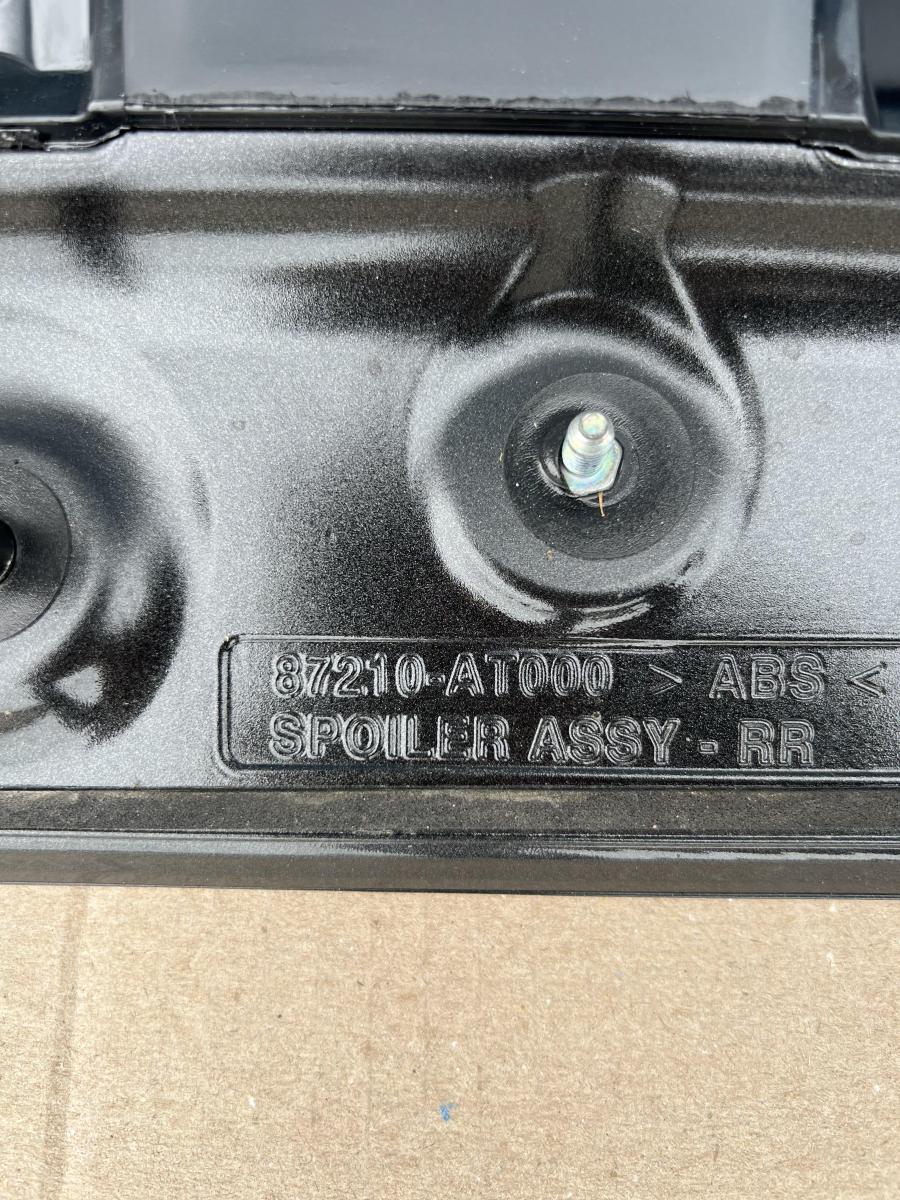 87210-AT000 > ABS <
SPOILER ASSY - RR